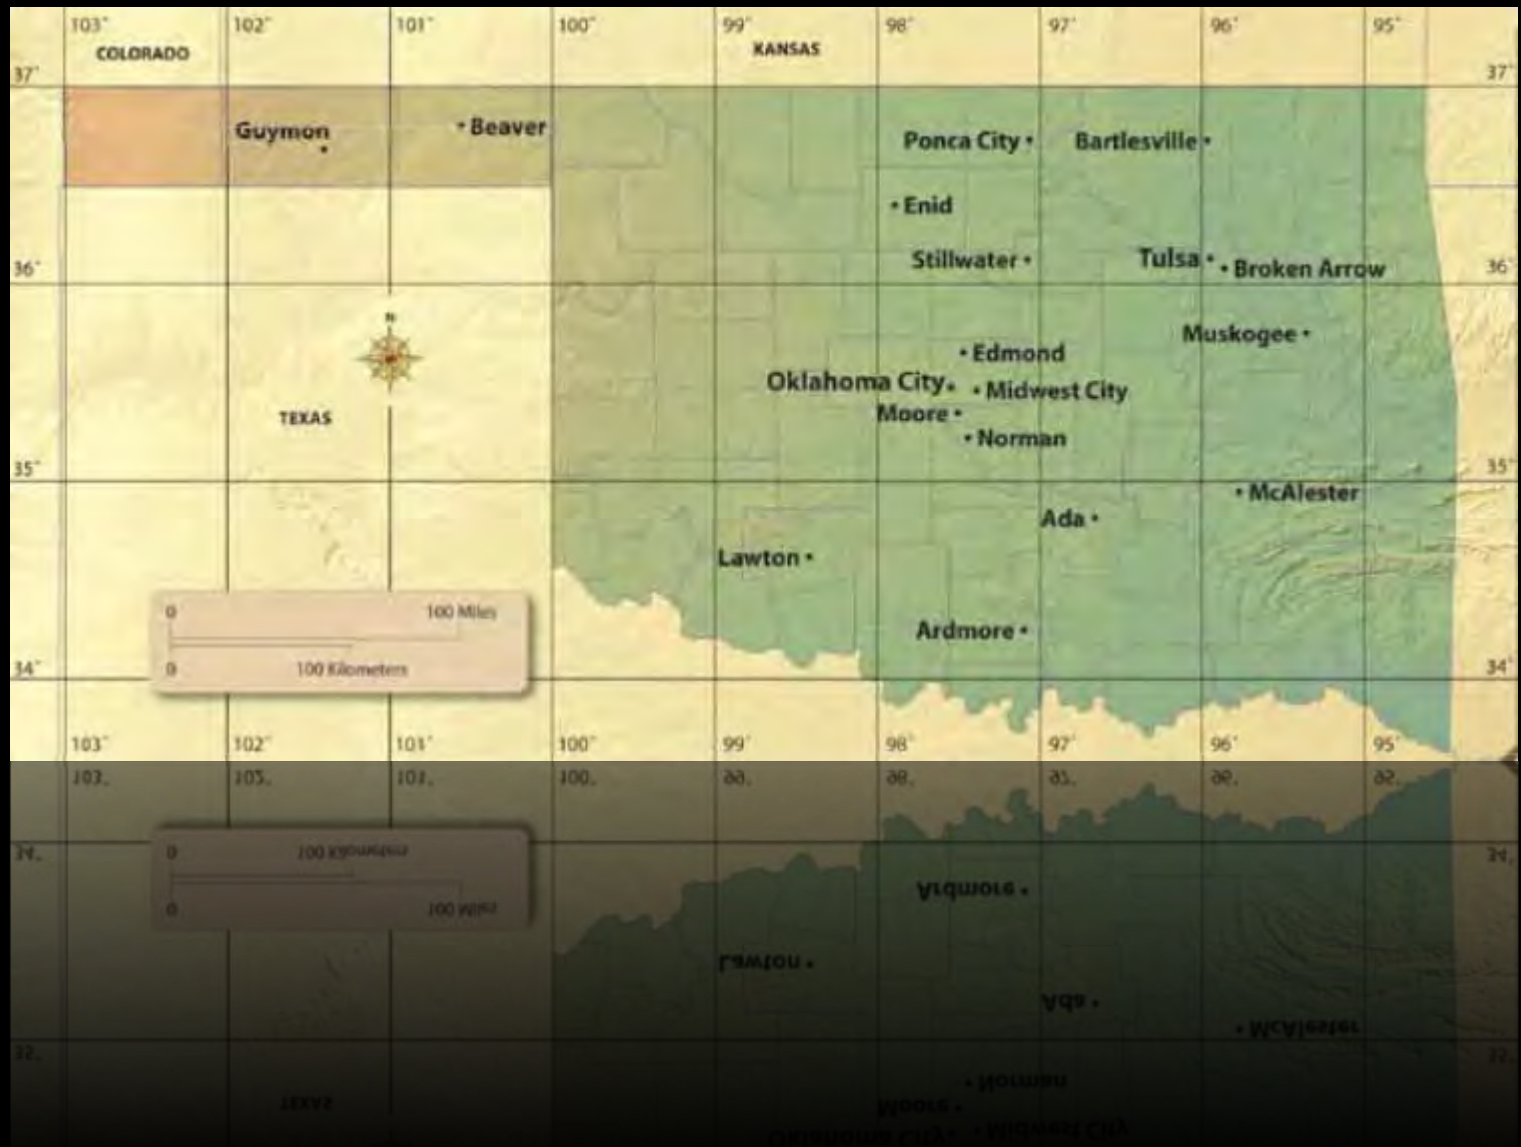 103° 102° 101° 100° 99° 98° 97° 96° 95°
COLORADO KANSAS
37° 37°
Guymon Beaver
Ponca City Bartlesville
Enid
Stillwater Tulsa Broken Arrow
36° 36°
N
Muskogee
Edmond
Oklahoma City Midwest City
TEXAS Moore
Norman
35° 35°
McAlester
Ada
Lawton
0 100 Miles
Ardmore
0 100 Kilometers
34° 34°
103° 102° 101° 100° 99° 98° 97° 96° 95°